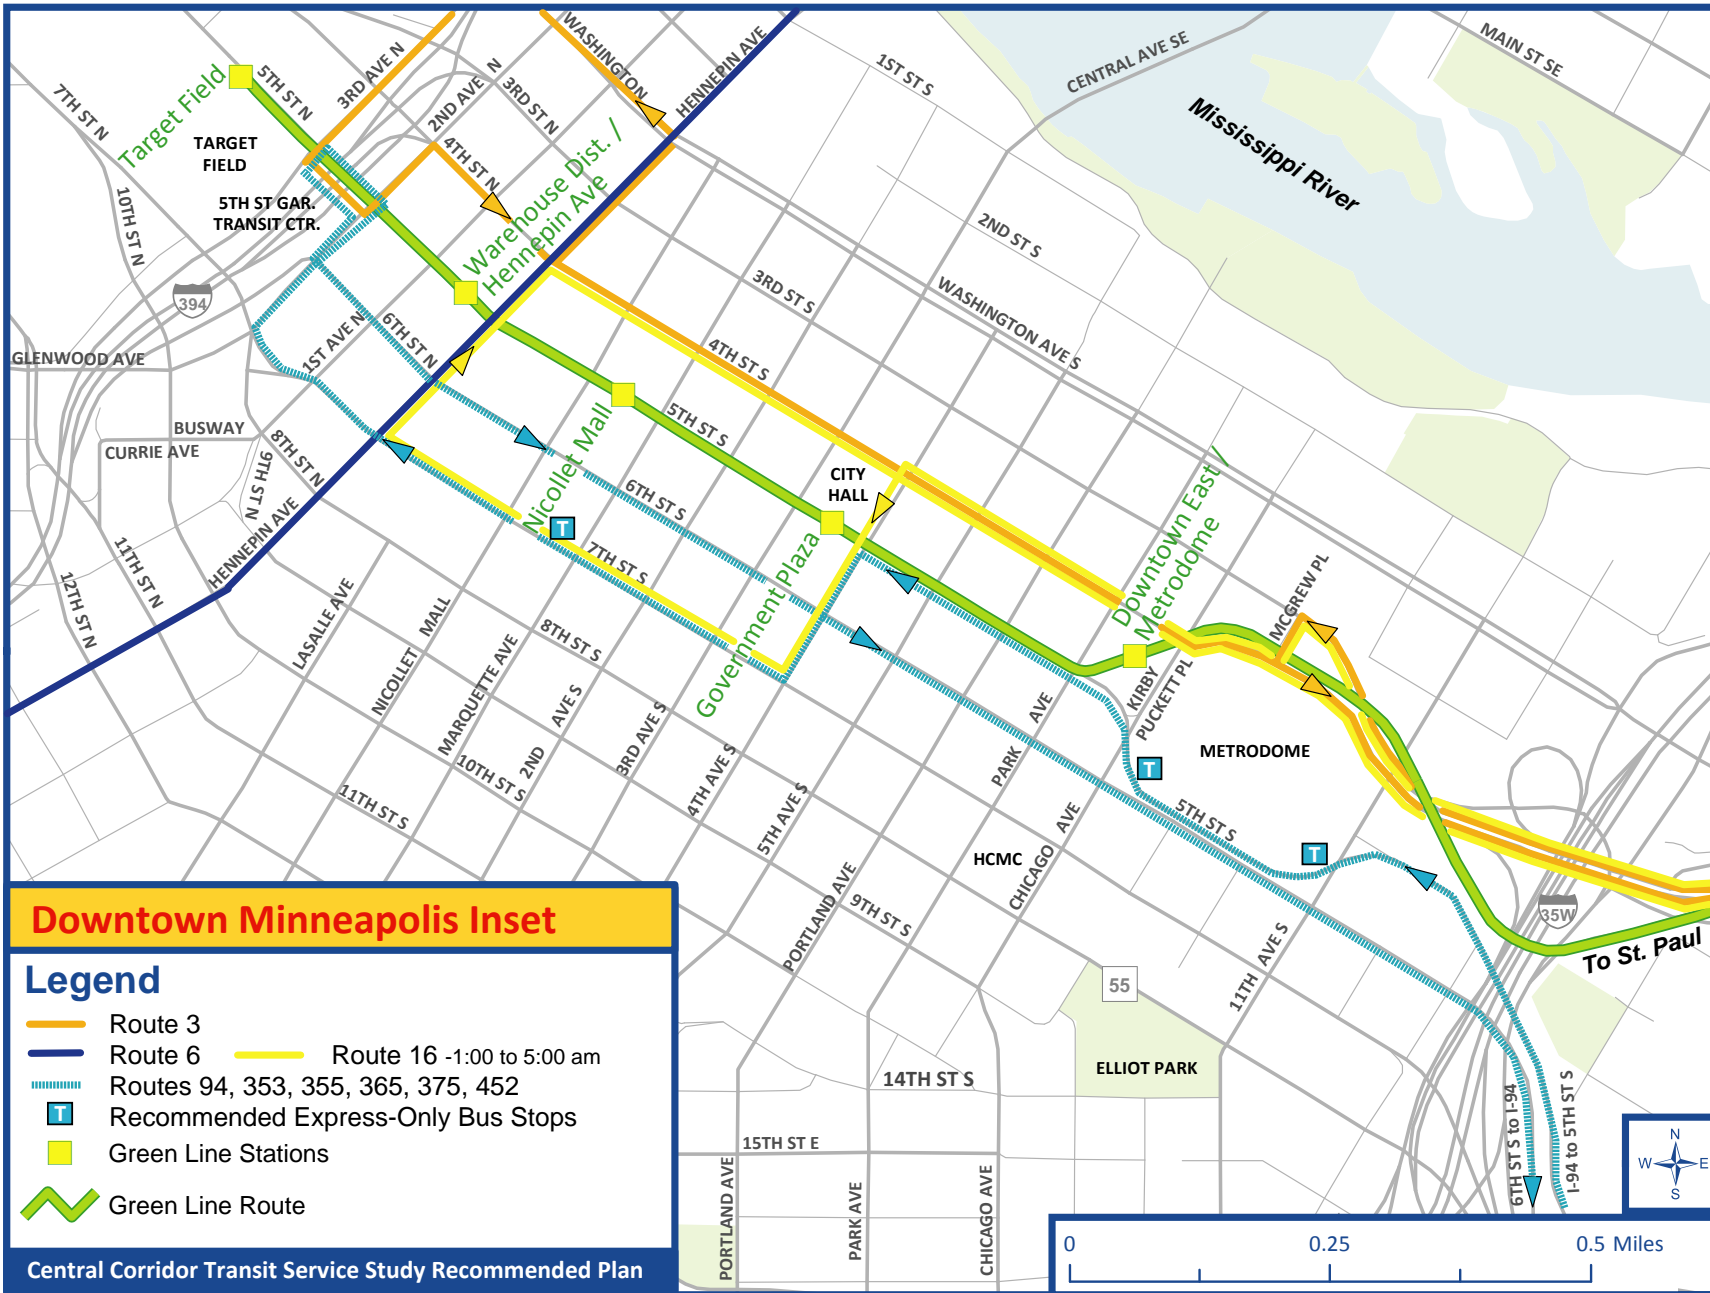 WASHINGTON
HENNEPIN AVE
1ST ST S
CENTRAL AVE SE
MAIN ST SE
Mississippi River
5TH ST N
3RD AVE N
2ND AVE N
3RD ST N
7TH ST N
Target Field
TARGET
FIELD
4TH ST N
Warehouse Dist. /
Hennepin Ave
5TH ST GAR.
TRANSIT CTR.
10TH ST N
2ND ST S
394
3RD ST S
WASHINGTON AVE S
GLENWOOD AVE
1ST AVE N
6TH ST N
4TH ST S
5TH ST S
BUSWAY
CURRIE AVE
8TH ST N
9TH ST N
HENNEPIN AVE
Nicollet Mall
T
6TH ST S
CITY
HALL
Downtown East /
Metrodome
11TH ST N
12TH ST N
7TH ST S
Government Plaza
MCGREW PL
LASALLE AVE
NICOLLET MALL
MARQUETTE AVE
8TH ST S
2ND AVE S
3RD AVE S
10TH ST S
11TH ST S
4TH AVE S
5TH AVE S
PARK AVE
KIRBY
PUCKETT PL
METRODOME
T
5TH ST S
T
HCMC
CHICAGO AVE
PORTLAND AVE
9TH ST S
55
11TH AVE S
35W
To St. Paul
ELLIOT PARK
14TH ST S
15TH ST E
PORTLAND AVE
PARK AVE
CHICAGO AVE
6TH ST S to I-94
I-94 to 5TH ST S
Downtown Minneapolis Inset
Legend
Route 3
Route 6
Route 16 -1:00 to 5:00 am
Routes 94, 353, 355, 365, 375, 452
T Recommended Express-Only Bus Stops
Green Line Stations
Green Line Route
Central Corridor Transit Service Study Recommended Plan
N
W E
S
0 0.25 0.5 Miles